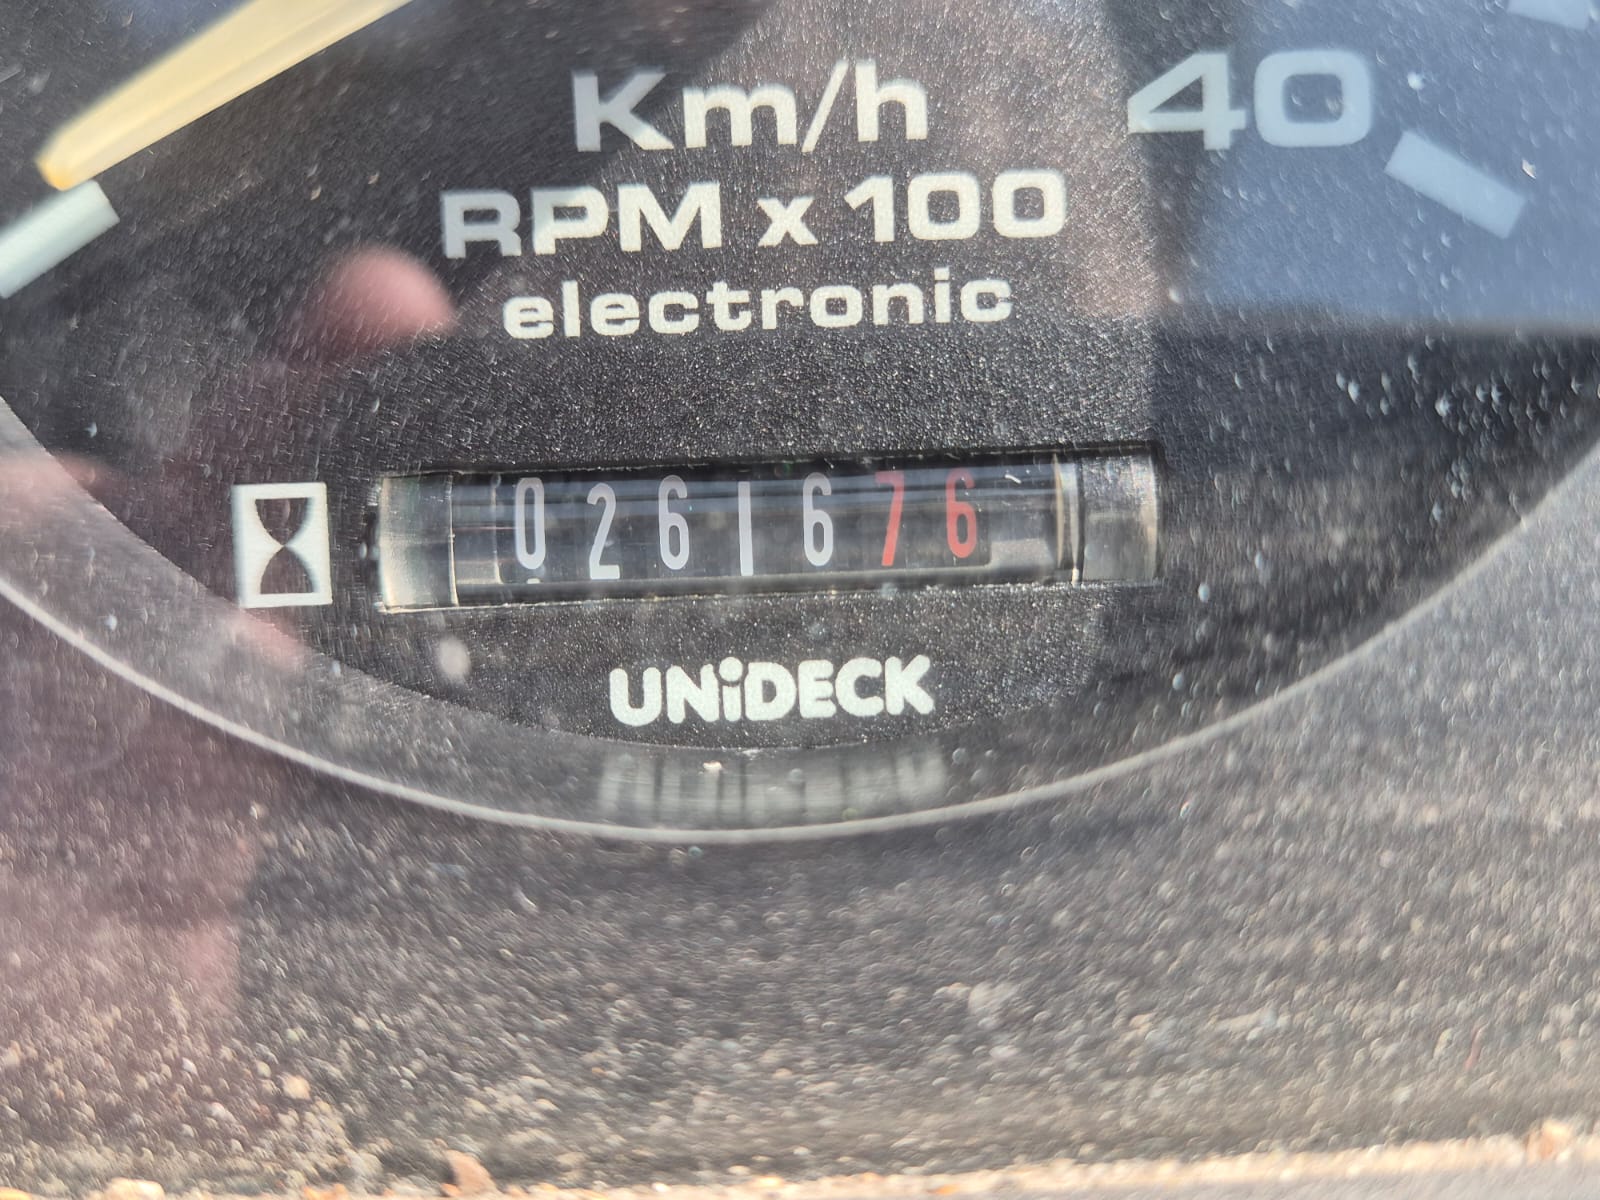 Km/h
40
RPM x 100
electronic
0261676
UNiDECK